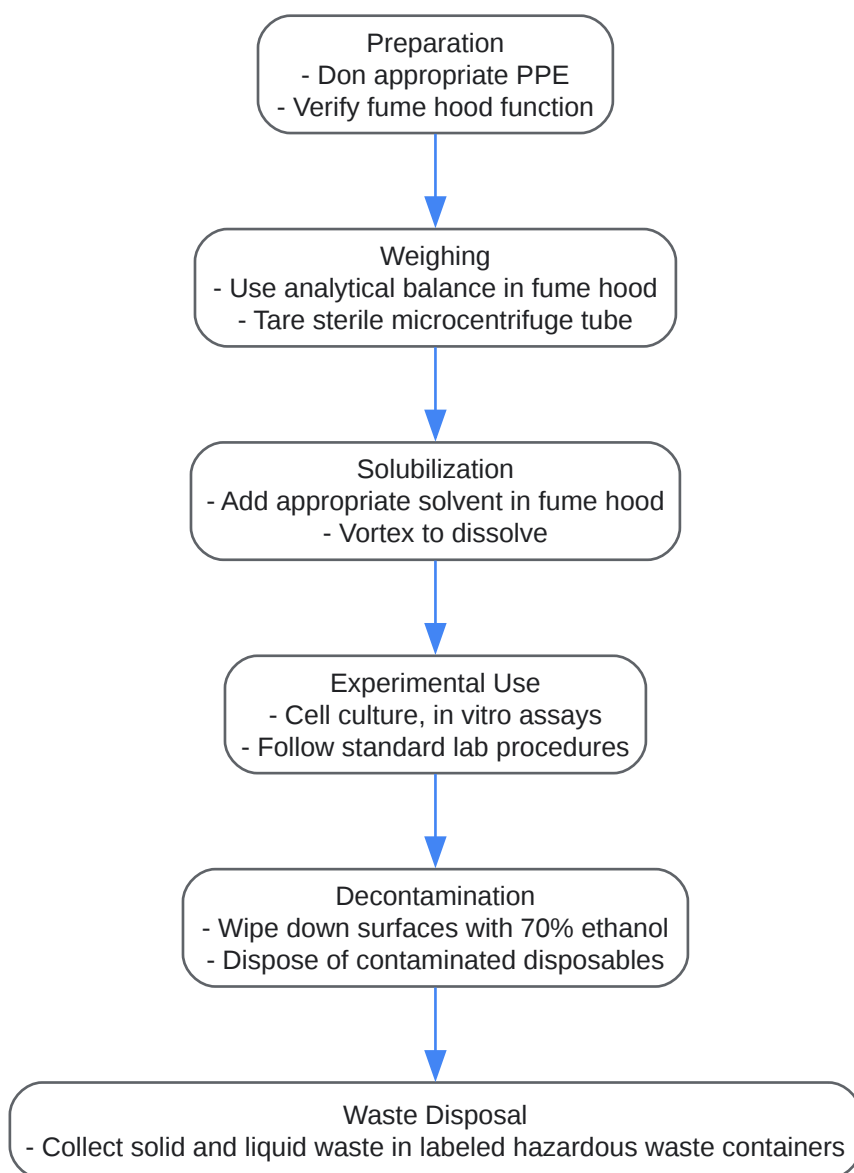 Preparation
- Don appropriate PPE
- Verify fume hood function
Weighing
- Use analytical balance in fume hood
- Tare sterile microcentrifuge tube
Solubilization
- Add appropriate solvent in fume hood
- Vortex to dissolve
Experimental Use
- Cell culture, in vitro assays
- Follow standard lab procedures
Decontamination
- Wipe down surfaces with 70% ethanol
- Dispose of contaminated disposables
Waste Disposal
- Collect solid and liquid waste in labeled hazardous waste containers